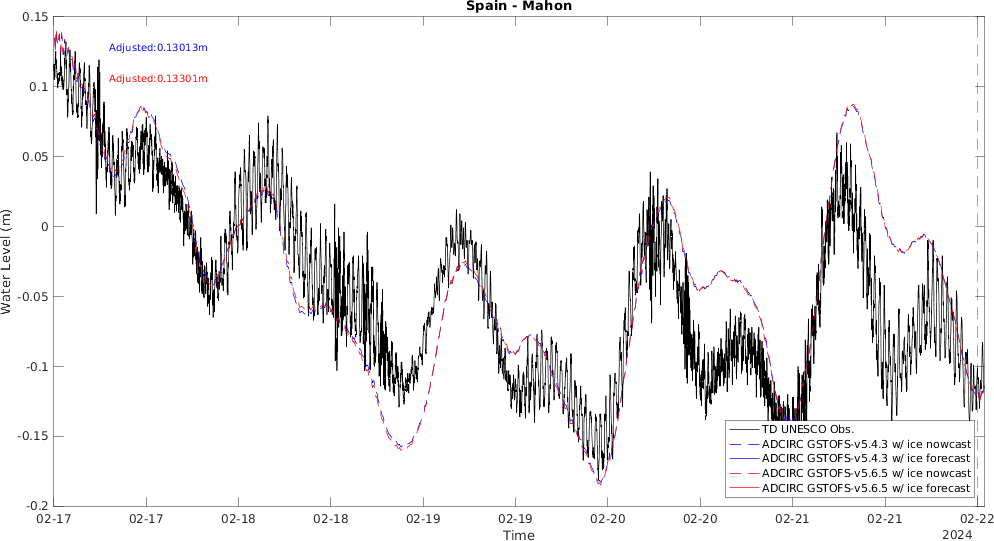 Spain - Mahon
Adjusted:0.13013m
Adjusted:0.13301m
Water Level (m)
0.15
0.1
0.05
0
-0.05
-0.1
-0.15
-0.2
TD UNESCO Obs.
ADCIRC GSTOFS-v5.4.3 w/ ice nowcast
ADCIRC GSTOFS-v5.4.3 w/ ice forecast
ADCIRC GSTOFS-v5.6.5 w/ ice nowcast
ADCIRC GSTOFS-v5.6.5 w/ ice forecast
02-17 02-17 02-18 02-18 02-19 02-19 02-20 02-20 02-21 02-21 02-22
Time
2024